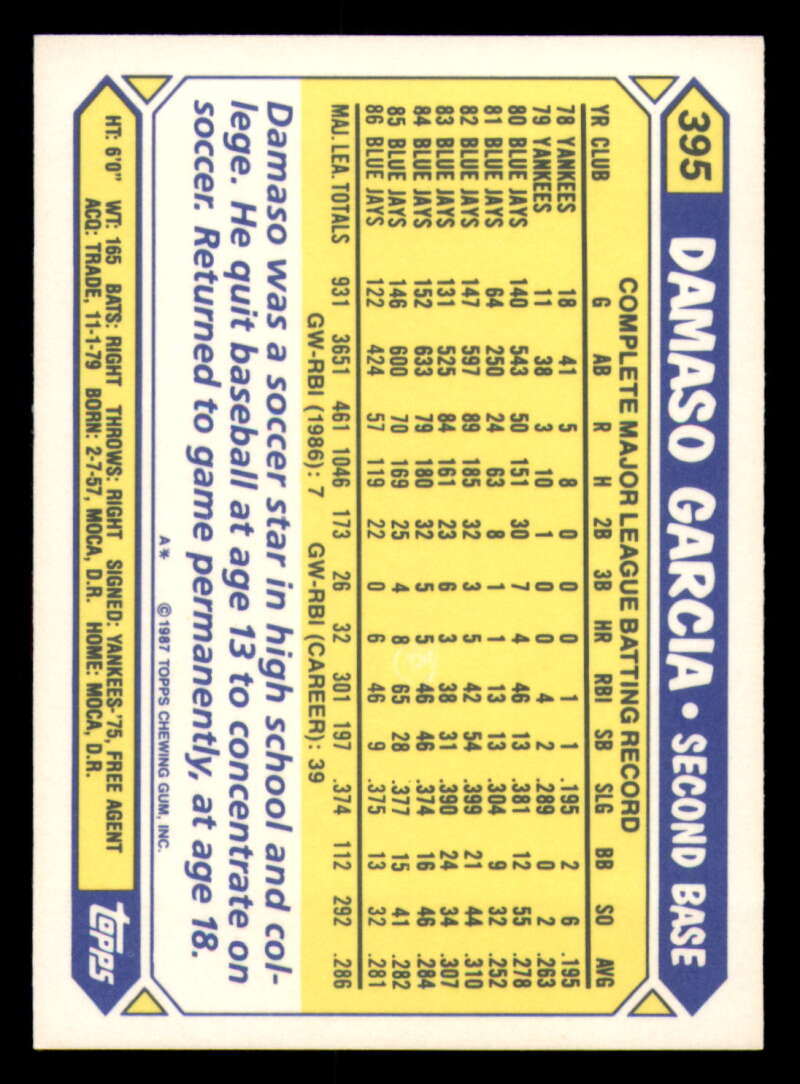 395 DAMASO GARCIA • SECOND BASE
COMPLETE MAJOR LEAGUE BATTING RECORD
YR CLUB G AB R H 2B 3B HR RBI SB SLG BB SO AVG
78 YANKEES 18 41 5 8 0 0 0 1 1 .195 2 6 .195
79 YANKEES 11 38 3 10 1 0 0 4 2 .289 0 2 .263
80 BLUE JAYS 140 543 50 151 30 7 4 46 13 .381 12 55 .278
81 BLUE JAYS 64 250 24 63 8 1 1 13 13 .304 9 32 .252
82 BLUE JAYS 147 597 89 185 32 3 5 42 54 .399 21 44 .310
83 BLUE JAYS 131 525 84 161 23 6 3 38 31 .390 24 34 .307
84 BLUE JAYS 152 633 79 180 32 5 5 46 46 .374 16 46 .284
85 BLUE JAYS 146 600 70 169 25 4 8 65 28 .377 15 41 .282
86 BLUE JAYS 122 424 57 119 22 0 6 46 9 .375 13 32 .281
MAJ. LEA. TOTALS 931 3651 461 1046 173 26 32 301 197 .374 112 292 .286
GW-RBI (1986): 7 GW-RBI (CAREER): 39
Damaso was a soccer star in high school and col-
lege. He quit baseball at age 13 to concentrate on
soccer. Returned to game permanently, at age 18.
A* ©1987 TOPPS CHEWING GUM, INC.
HT: 6'0" WT: 165 BATS: RIGHT THROWS: RIGHT SIGNED: YANKEES-'75, FREE AGENT
ACQ: TRADE, 11-1-79 BORN: 2-7-57, MOCA, D.R. HOME: MOCA, D.R.
topps